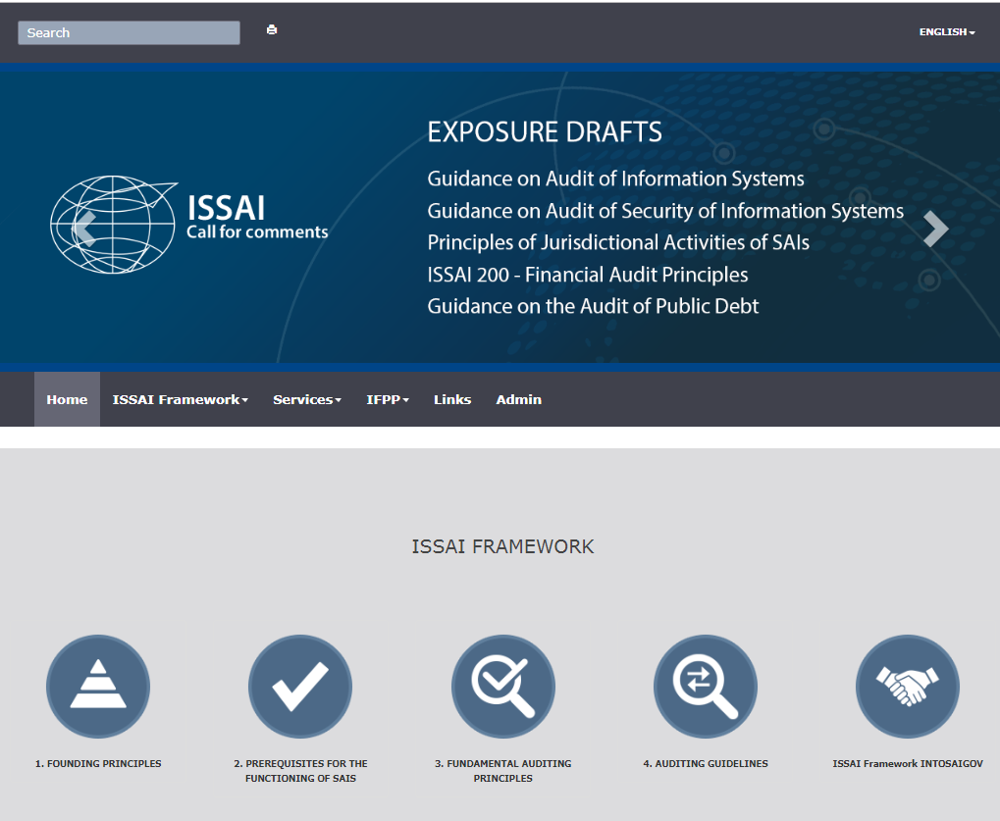 Search
ENGLISH
EXPOSURE DRAFTS
Guidance on Audit of Information Systems
Guidance on Audit of Security of Information Systems
Principles of Jurisdictional Activities of SAIs
ISSAI 200 - Financial Audit Principles
Guidance on the Audit of Public Debt
ISSAI
Call for comments
Home ISSAI Framework Services IFPP Links Admin
ISSAI FRAMEWORK
1. FOUNDING PRINCIPLES
2. PREREQUISITES FOR THE
FUNCTIONING OF SAIS
3. FUNDAMENTAL AUDITING
PRINCIPLES
4. AUDITING GUIDELINES
ISSAI Framework INTOSAIGOV